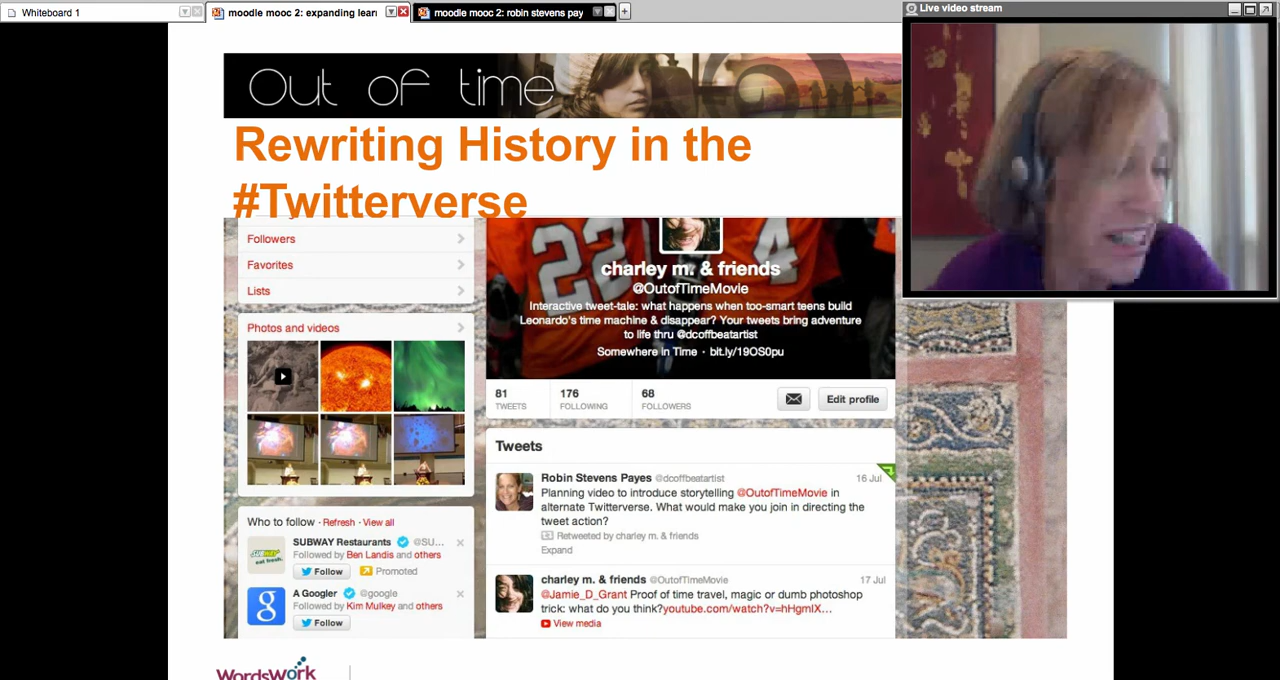 Whiteboard 1
moodle mooc 2: expanding lear
moodle mooc 2: robin stevens pay
Live video stream
Out of time
Rewriting History in the
#Twitterverse
Followers
Favorites
Lists
Photos and videos
Who to follow · Refresh · View all
SUBWAY Restaurants @SU...
Followed by Ben Landis and others
Follow Promoted
A Googler @google
Followed by Kim Mulkey and others
Follow
22 4
charley m. & friends
@OutofTimeMovie
Interactive tweet-tale: what happens when too-smart teens build
Leonardo's time machine & disappear? Your tweets bring adventure
to life thru @dcoffbeatartist
Somewhere in Time · bit.ly/19OS0pu
81 176 68
TWEETS FOLLOWING FOLLOWERS
Edit profile
Tweets
Robin Stevens Payes @dcoffbeatartist 16 Jul
Planning video to introduce storytelling @OutofTimeMovie in
alternate Twitterverse. What would make you join in directing the
tweet action?
Retweeted by charley m. & friends
Expand
charley m. & friends @OutofTimeMovie 17 Jul
@Jamie_D_Grant Proof of time travel, magic or dumb photoshop
trick: what do you think?youtube.com/watch?v=hHgmIX...
View media
WordsWork